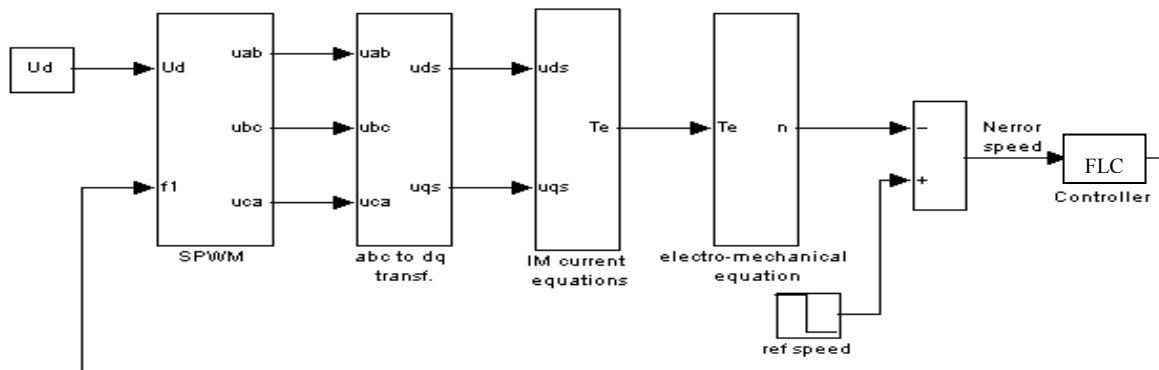 Ud
Ud
f1
uab
ubc
uca
SPWM
uab
ubc
uca
uds
uqs
abc to dq
transf.
uds
uqs
Te
IM current
equations
Te
n
electro-mechanical
equation
ref speed
−
+
Nerror
speed
FLC
Controller